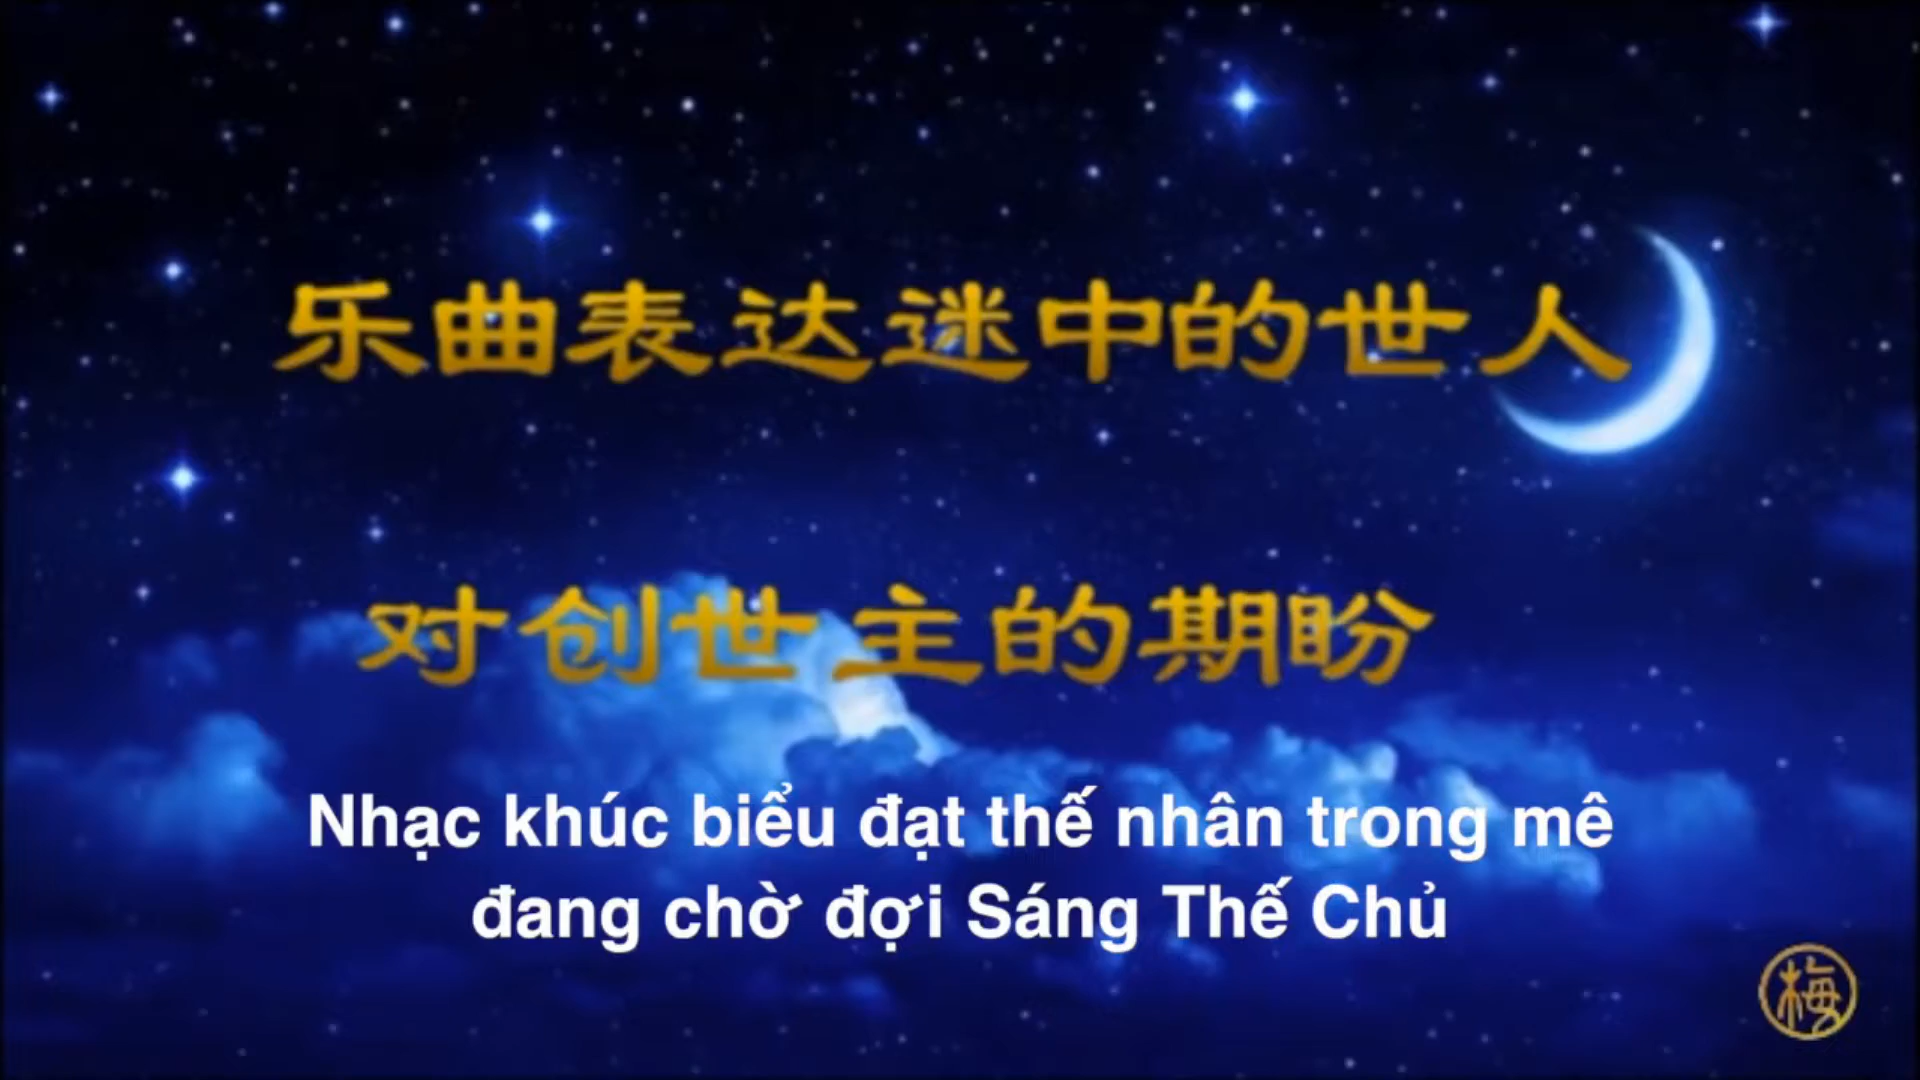 乐曲表达迷中的世人
对创世主的期盼
Nhạc khúc biểu đạt thế nhân trong mê
đang chờ đợi Sáng Thế Chủ
梅